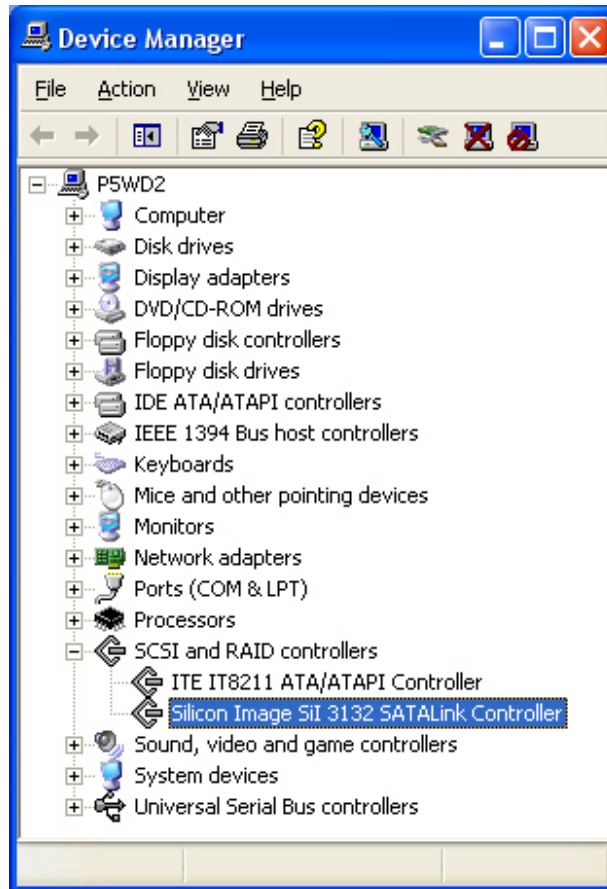 Device Manager
File Action View Help
P5WD2
Computer
Disk drives
Display adapters
DVD/CD-ROM drives
Floppy disk controllers
Floppy disk drives
IDE ATA/ATAPI controllers
IEEE 1394 Bus host controllers
Keyboards
Mice and other pointing devices
Monitors
Network adapters
Ports (COM & LPT)
Processors
SCSI and RAID controllers
ITE IT8211 ATA/ATAPI Controller
Silicon Image SiI 3132 SATALink Controller
Sound, video and game controllers
System devices
Universal Serial Bus controllers